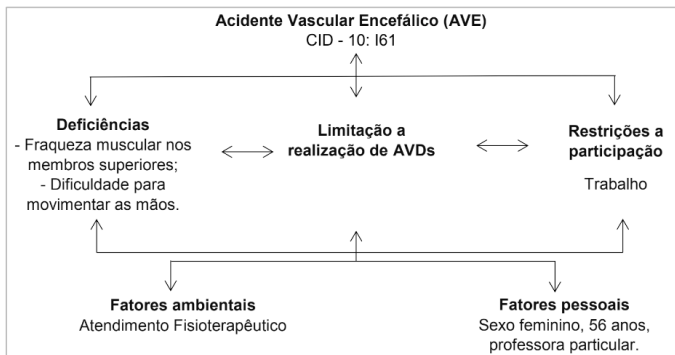 Acidente Vascular Encefálico (AVE)
CID - 10: I61
Deficiências
- Fraqueza muscular nos
membros superiores;
- Dificuldade para
movimentar as mãos.
Limitação a
realização de AVDs
Restrições a
participação
Trabalho
Fatores ambientais
Atendimento Fisioterapêutico
Fatores pessoais
Sexo feminino, 56 anos,
professora particular.